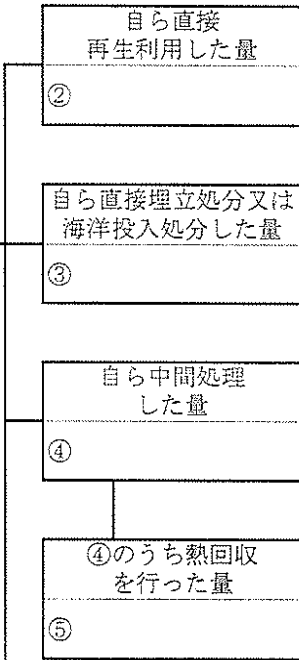 自ら直接
再生利用した量
②
自ら直接埋立処分又は
海洋投入処分した量
③
自ら中間処理
した量
④
④のうち熱回収
を行った量
⑤